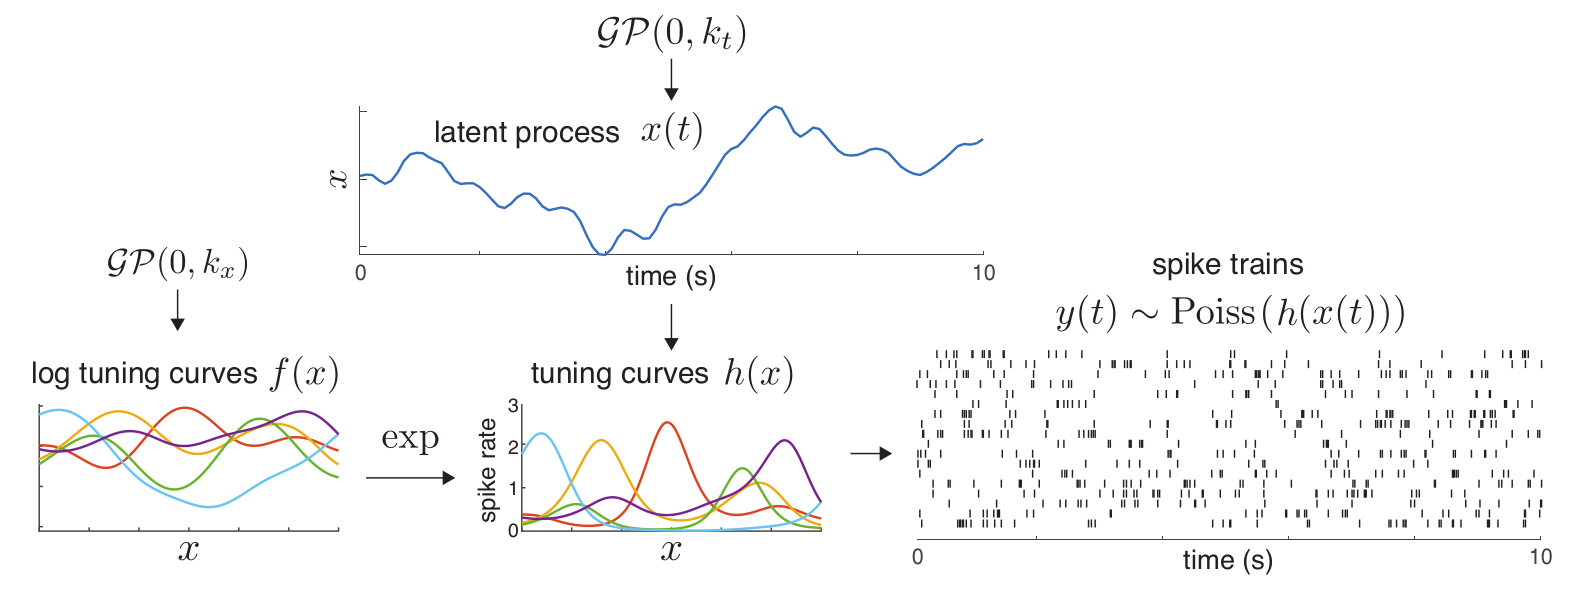 𝒢𝒫(0, k_t)
latent process x(t)
x
0
10
time (s)
𝒢𝒫(0, k_x)
log tuning curves f(x)
x
exp
tuning curves h(x)
spike rate
3
2
1
0
x
spike trains
y(t) ∼ Poiss(h(x(t)))
0
10
time (s)